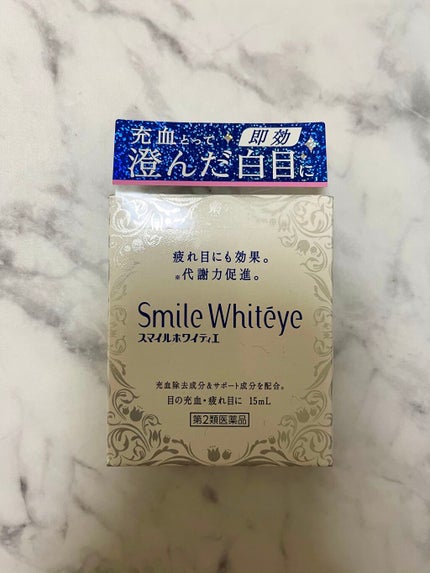 充血とって 即効
澄んだ白目に
疲れ目にも効果。
※代謝力促進。
Smile Whitēye
スマイルホワイティエ
充血除去成分&サポート成分を配合。
目の充血・疲れ目に 15mL
第2類医薬品